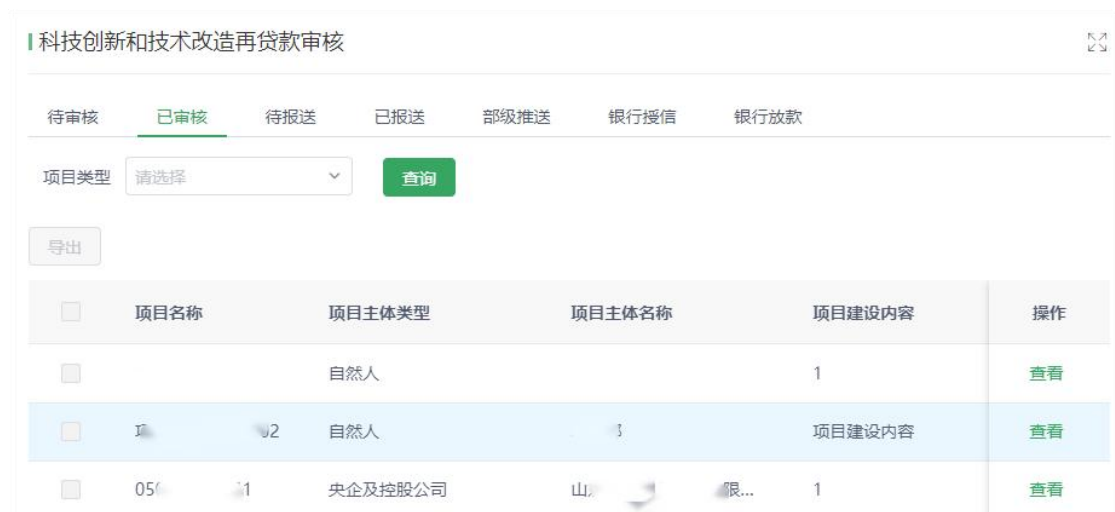 科技创新和技术改造再贷款审核
待审核 已审核 待报送 已报送 部级推送 银行授信 银行放款
项目类型 请选择 查询
导出
项目名称 项目主体类型 项目主体名称 项目建设内容 操作
自然人 1 查看
02 自然人 项目建设内容 查看
05 1 央企及控股公司 山 限... 1 查看